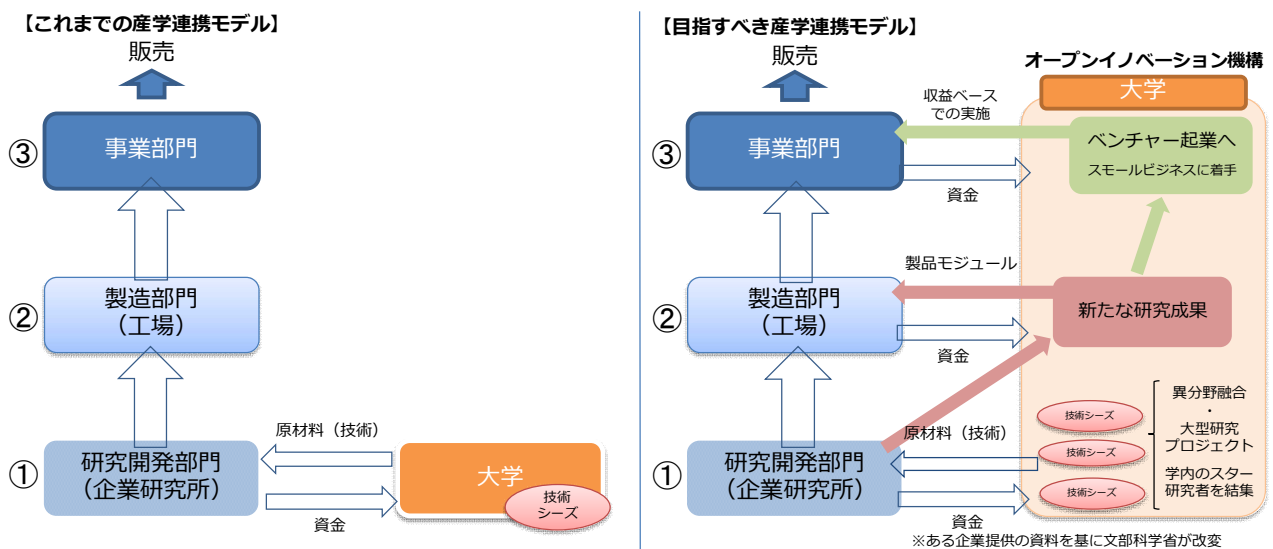 【これまでの産学連携モデル】
販売
③
事業部門
②
製造部門
（工場）
①
研究開発部門
（企業研究所）
原材料（技術）
資金
大学
技術
シーズ
【目指すべき産学連携モデル】
販売
オープンイノベーション機構
大学
③
事業部門
収益ベース
での実施
資金
ベンチャー起業へ
スモールビジネスに着手
②
製造部門
（工場）
製品モジュール
資金
新たな研究成果
①
研究開発部門
（企業研究所）
原材料（技術）
資金
技術シーズ
技術シーズ
技術シーズ
異分野融合
・
大型研究
プロジェクト
学内のスター
研究者を結集
※ある企業提供の資料を基に文部科学省が改変